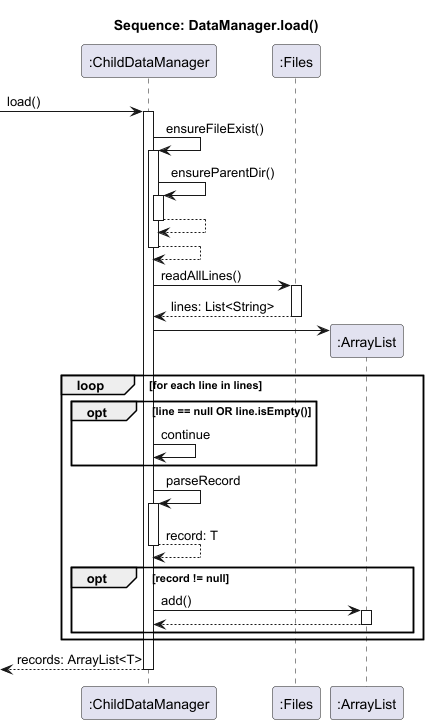 Sequence: DataManager.load()
:ChildDataManager
:Files
load()
ensureFileExist()
ensureParentDir()
readAllLines()
lines: List<String>
:ArrayList
loop
[for each line in lines]
opt
[line == null OR line.isEmpty()]
continue
parseRecord
record: T
opt
[record != null]
add()
records: ArrayList<T>
:ChildDataManager
:Files
:ArrayList